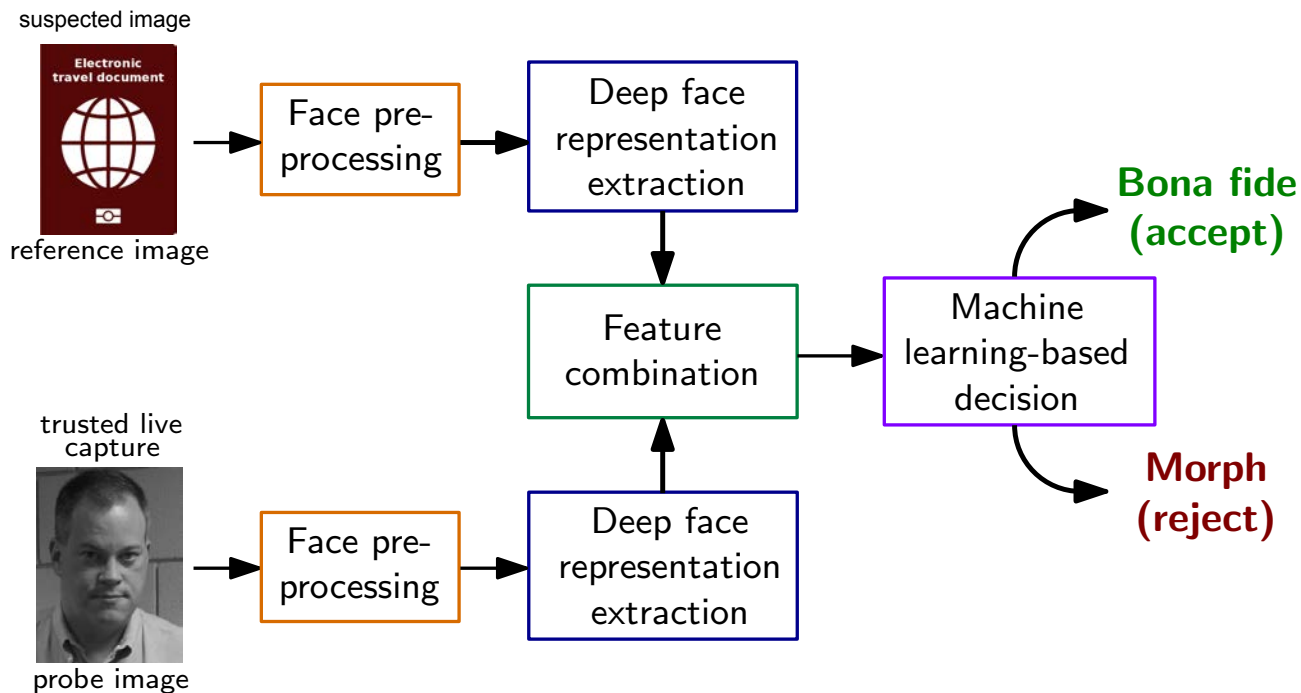 suspected image
Electronic
travel document
reference image
Face pre-
processing
Deep face
representation
extraction
Feature
combination
Machine
learning-based
decision
Bona fide
(accept)
Morph
(reject)
trusted live
capture
probe image
Face pre-
processing
Deep face
representation
extraction